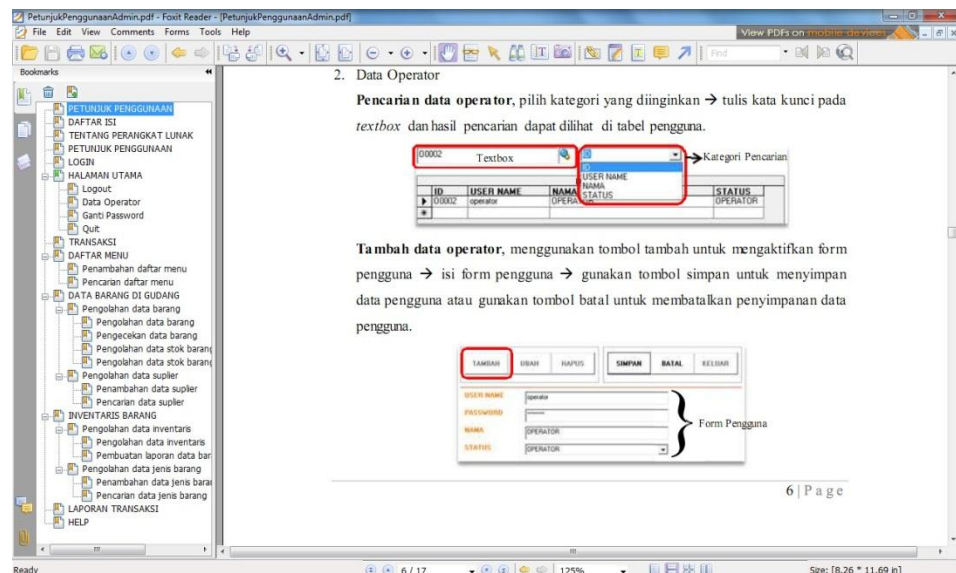 PetunjukPenggunaanAdmin.pdf - Foxit Reader - [PetunjukPenggunaanAdmin.pdf]
File Edit View Comments Forms Tools Help
View PDFs on mobile devices
Find
Bookmarks
PETUNJUK PENGGUNAAN
DAFTAR ISI
TENTANG PERANGKAT LUNAK
PETUNJUK PENGGUNAAN
LOGIN
HALAMAN UTAMA
Logout
Data Operator
Ganti Password
Quit
TRANSAKSI
DAFTAR MENU
Penambahan daftar menu
Pencarian daftar menu
DATA BARANG DI GUDANG
Pengolahan data barang
Pengolahan data barang
Pengecekan data barang
Pengolahan data stok barang
Pengolahan data stok barang
Pengolahan data suplier
Penambahan data suplier
Pencarian data suplier
INVENTARIS BARANG
Pengolahan data inventaris
Pengolahan data inventaris
Pembuatan laporan data bar
Pengolahan data jenis barang
Penambahan data jenis bara
Pencarian data jenis barang
LAPORAN TRANSAKSI
HELP
2. Data Operator
Pencarian data operator, pilih kategori yang diinginkan → tulis kata kunci pada
textbox dan hasil pencarian dapat dilihat di tabel pengguna.
00002 Textbox ID Kategori Pencarian
ID
USER NAME
NAMA
STATUS
ID USER NAME NAMA STATUS
00002 operator OPERATOR OPERATOR
Tambah data operator, menggunakan tombol tambah untuk mengaktifkan form
pengguna → isi form pengguna → gunakan tombol simpan untuk menyimpan
data pengguna atau gunakan tombol batal untuk membatalkan penyimpanan data
pengguna.
TAMBAH UBAH HAPUS SIMPAN BATAL KELUAR
USER NAME operator
PASSWORD
NAMA OPERATOR
STATUS OPERATOR
Form Pengguna
6 | Page
Ready 6 / 17 125% Size: [8.26 * 11.69 in]